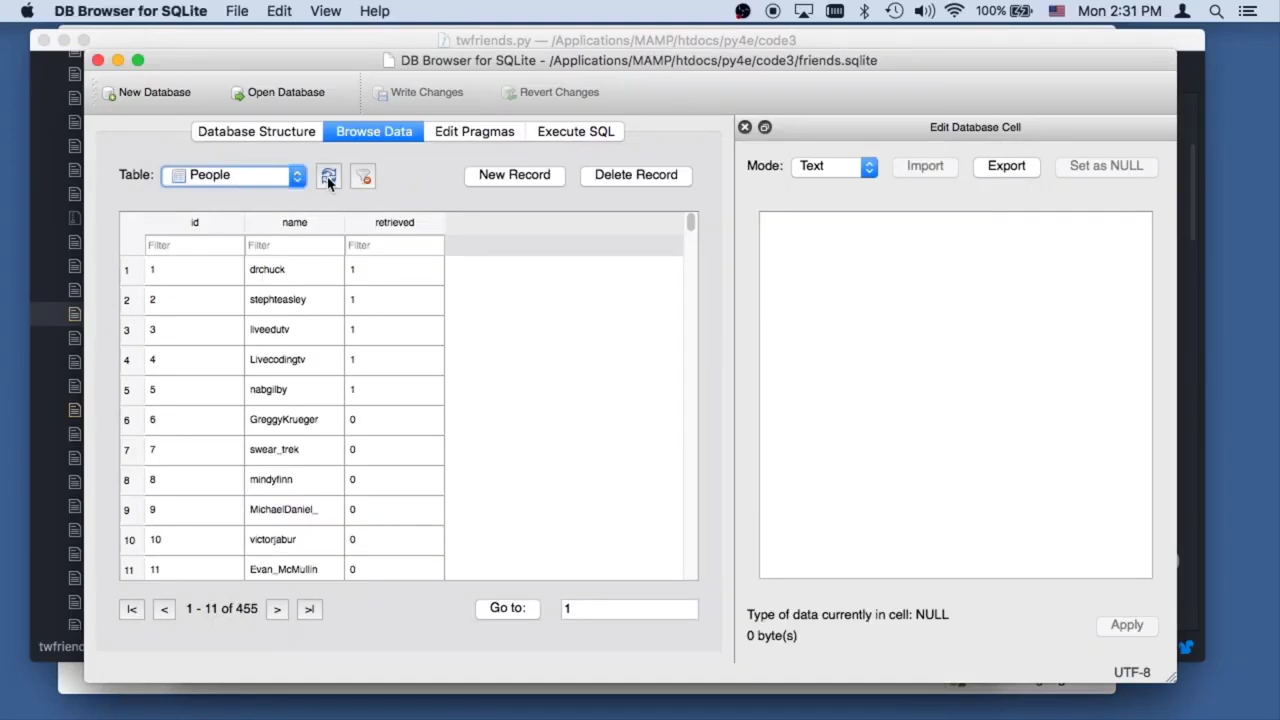 DB Browser for SQLite File Edit View Help 100% Mon 2:31 PM
twfriends.py — /Applications/MAMP/htdocs/py4e/code3
DB Browser for SQLite - /Applications/MAMP/htdocs/py4e/code3/friends.sqlite
New Database Open Database Write Changes Revert Changes
Database Structure Browse Data Edit Pragmas Execute SQL
Edit Database Cell
Table: People New Record Delete Record
Mode: Text Import Export Set as NULL
id name retrieved
Filter Filter Filter
1 1 drchuck 1
2 2 stephteasley 1
3 3 liveedutv 1
4 4 Livecodingtv 1
5 5 nabgilby 1
6 6 GreggyKrueger 0
7 7 swear_trek 0
8 8 mindyfinn 0
9 9 MichaelDaniel_ 0
10 10 victorjabur 0
11 11 Evan_McMullin 0
|< < 1 - 11 of 455 > >| Go to: 1
Type of data currently in cell: NULL
0 byte(s)
Apply
twfriend
UTF-8